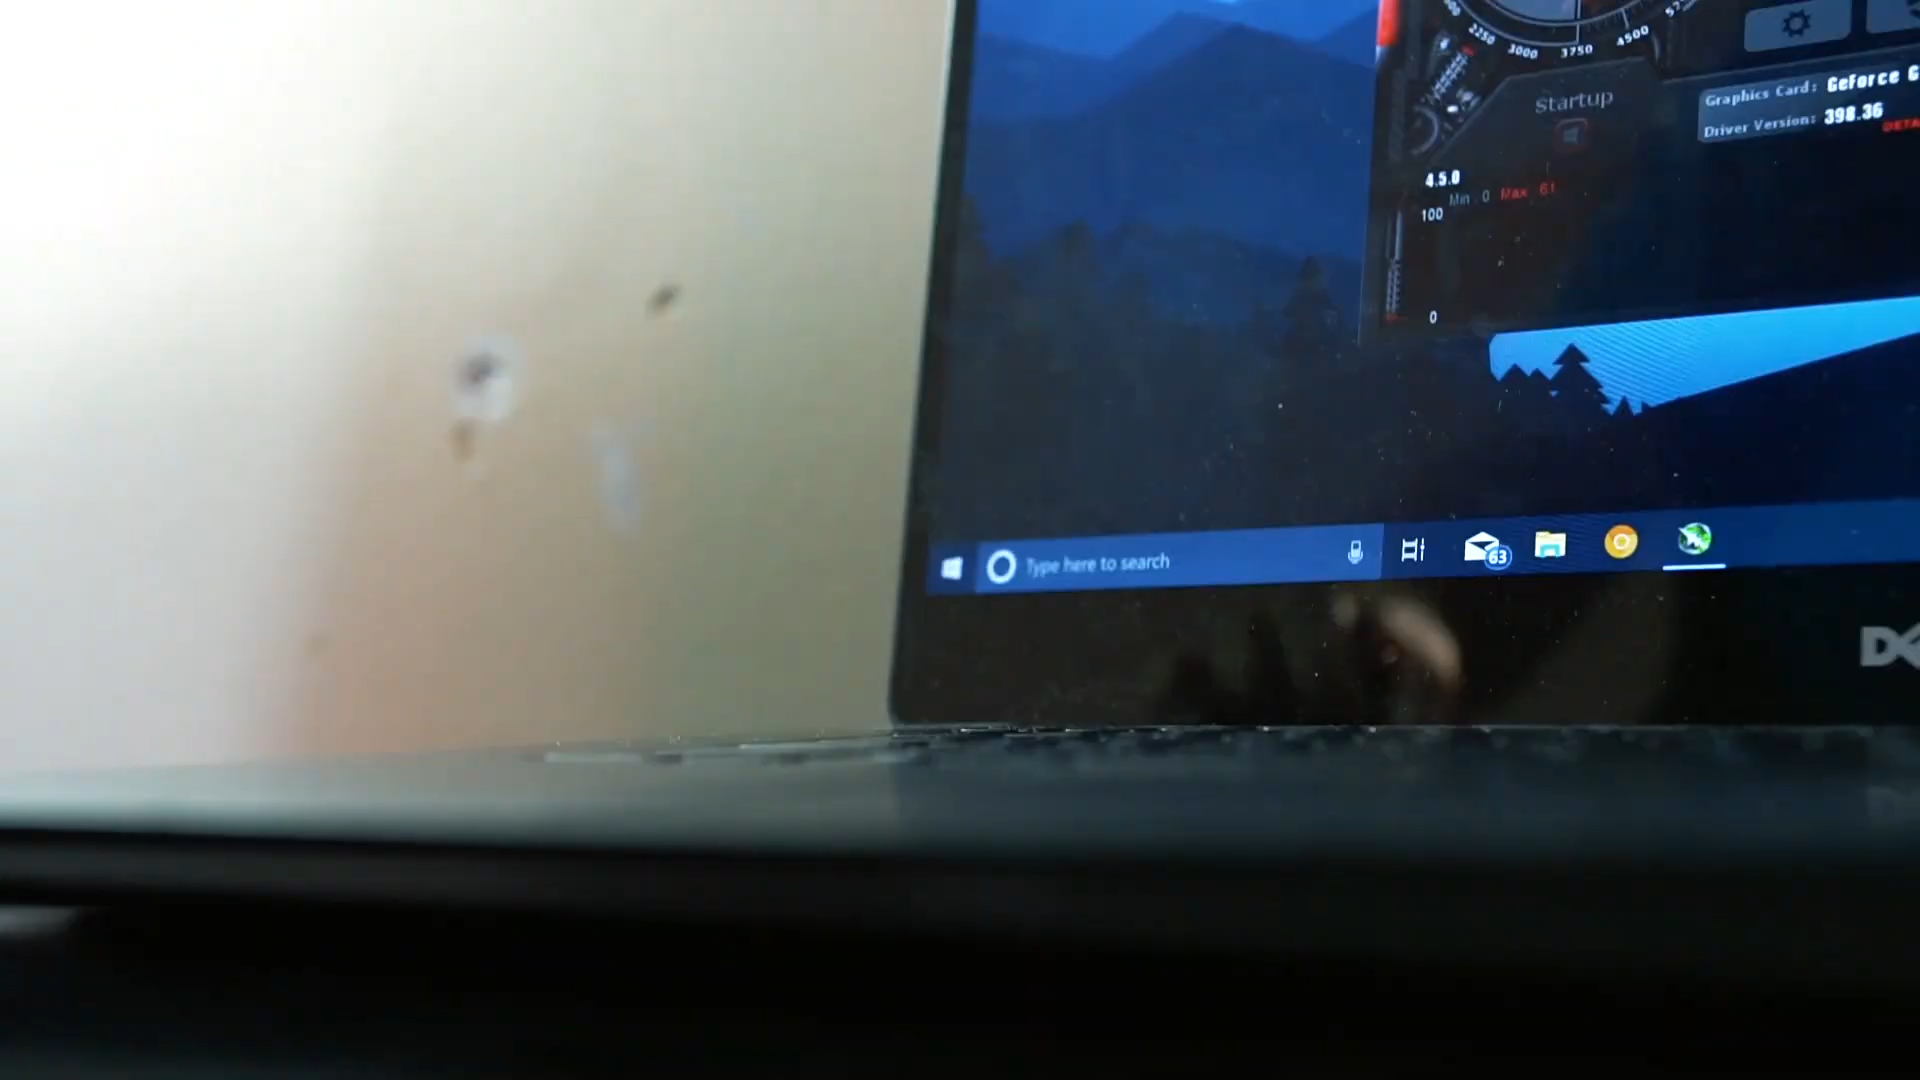 2250 3000 3750 4500
Startup
Graphics Card: GeForce G
Driver Version: 398.36
4.5.0
Min 0 Max 61
100
0
Type here to search
63